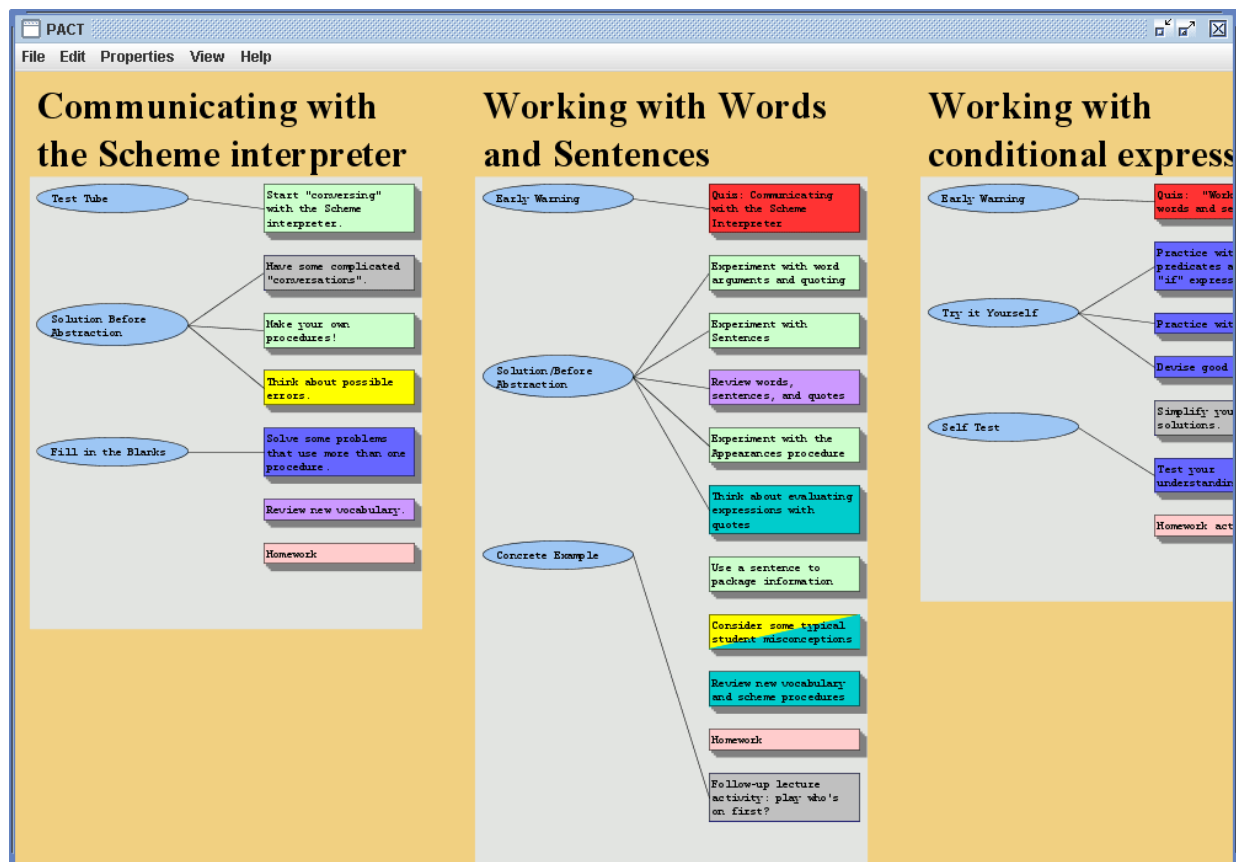 PACT
File Edit Properties View Help
Communicating with
the Scheme interpreter
Test Tube
Start "conversing"
with the Scheme
interpreter.
Have some complicated
"conversations".
Solution Before
Abstraction
Make your own
procedures!
Think about possible
errors.
Fill in the Blanks
Solve some problems
that use more than one
procedure.
Review new vocabulary.
Homework
Working with Words
and Sentences
Early Warning
Quiz: Communicating
with the Scheme
Interpreter
Experiment with word
arguments and quoting
Experiment with
Sentences
Solution/Before
Abstraction
Review words,
sentences, and quotes
Experiment with the
Appearances procedure
Think about evaluating
expressions with
quotes
Concrete Example
Use a sentence to
package information
Consider some typical
student misconceptions
Review new vocabulary
and scheme procedures
Homework
Follow-up lecture
activity: play who's
on first?
Working with
conditional express
Early Warning
Quiz: "Work
words and se
Practice wit
predicates a
"if" express
Try it Yourself
Practice wit
Devise good
Self Test
Simplify you
solutions.
Test your
understandin
Homework act